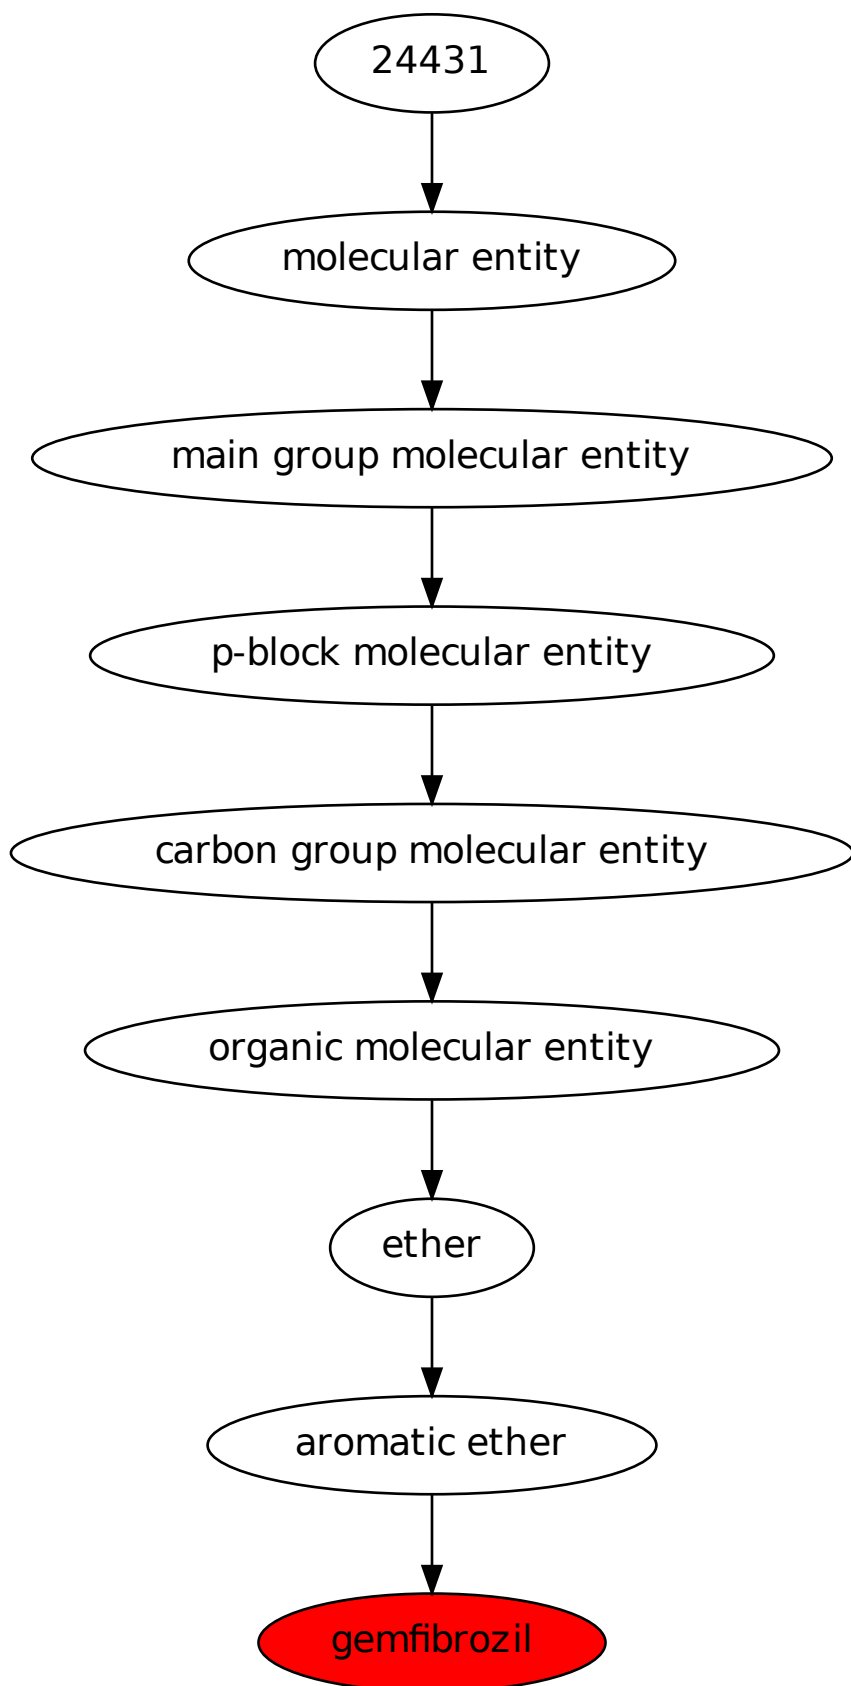 24431
molecular entity
main group molecular entity
p-block molecular entity
carbon group molecular entity
organic molecular entity
ether
aromatic ether
gemfibrozil